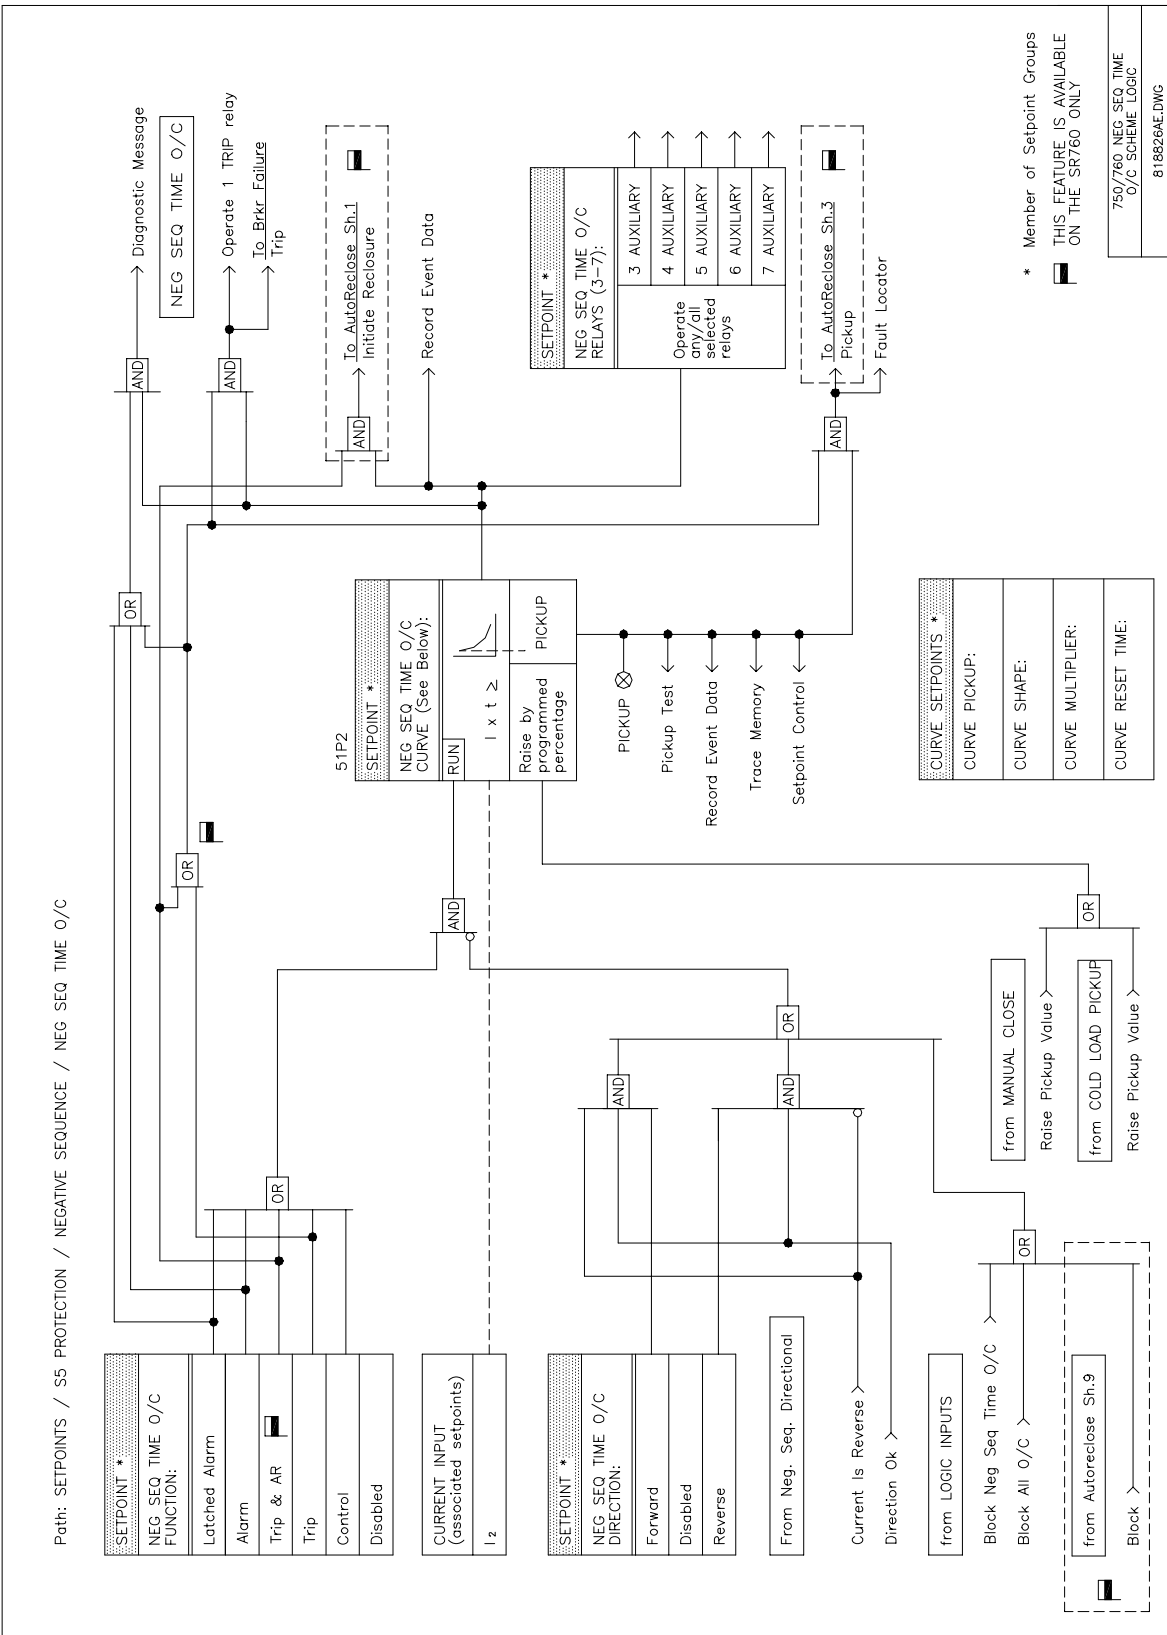 Path: SETPOINTS / S5 PROTECTION / NEGATIVE SEQUENCE / NEG SEQ TIME O/C
SETPOINT *
NEG SEQ TIME O/C
FUNCTION:
Latched Alarm
Alarm
Trip & AR
Trip
Control
Disabled
CURRENT INPUT
(associated setpoints)
I₂
SETPOINT *
NEG SEQ TIME O/C
DIRECTION:
Forward
Disabled
Reverse
From Neg. Seq. Directional
Current Is Reverse
Direction Ok
from LOGIC INPUTS
Block Neg Seq Time O/C
Block All O/C
from Autoreclose Sh.9
Block
OR
AND
AND
OR
OR
from MANUAL CLOSE
Raise Pickup Value
from COLD LOAD PICKUP
Raise Pickup Value
OR
OR
AND
51P2
SETPOINT *
NEG SEQ TIME O/C
CURVE (See Below):
RUN
I x t ≥
Raise by
programmed
percentage
PICKUP
PICKUP
Pickup Test
Record Event Data
Trace Memory
Setpoint Control
CURVE SETPOINTS *
CURVE PICKUP:
CURVE SHAPE:
CURVE MULTIPLIER:
CURVE RESET TIME:
OR
AND
Diagnostic Message
NEG SEQ TIME O/C
AND
Operate 1 TRIP relay
To Brkr Failure
Trip
AND
To AutoReclose Sh.1
Initiate Reclosure
Record Event Data
SETPOINT *
NEG SEQ TIME O/C
RELAYS (3-7):
Operate
any/all
selected
relays
3 AUXILIARY
4 AUXILIARY
5 AUXILIARY
6 AUXILIARY
7 AUXILIARY
AND
To AutoReclose Sh.3
Pickup
Fault Locator
* Member of Setpoint Groups
THIS FEATURE IS AVAILABLE
ON THE SR760 ONLY
750/760 NEG SEQ TIME
O/C SCHEME LOGIC
818826AE.DWG